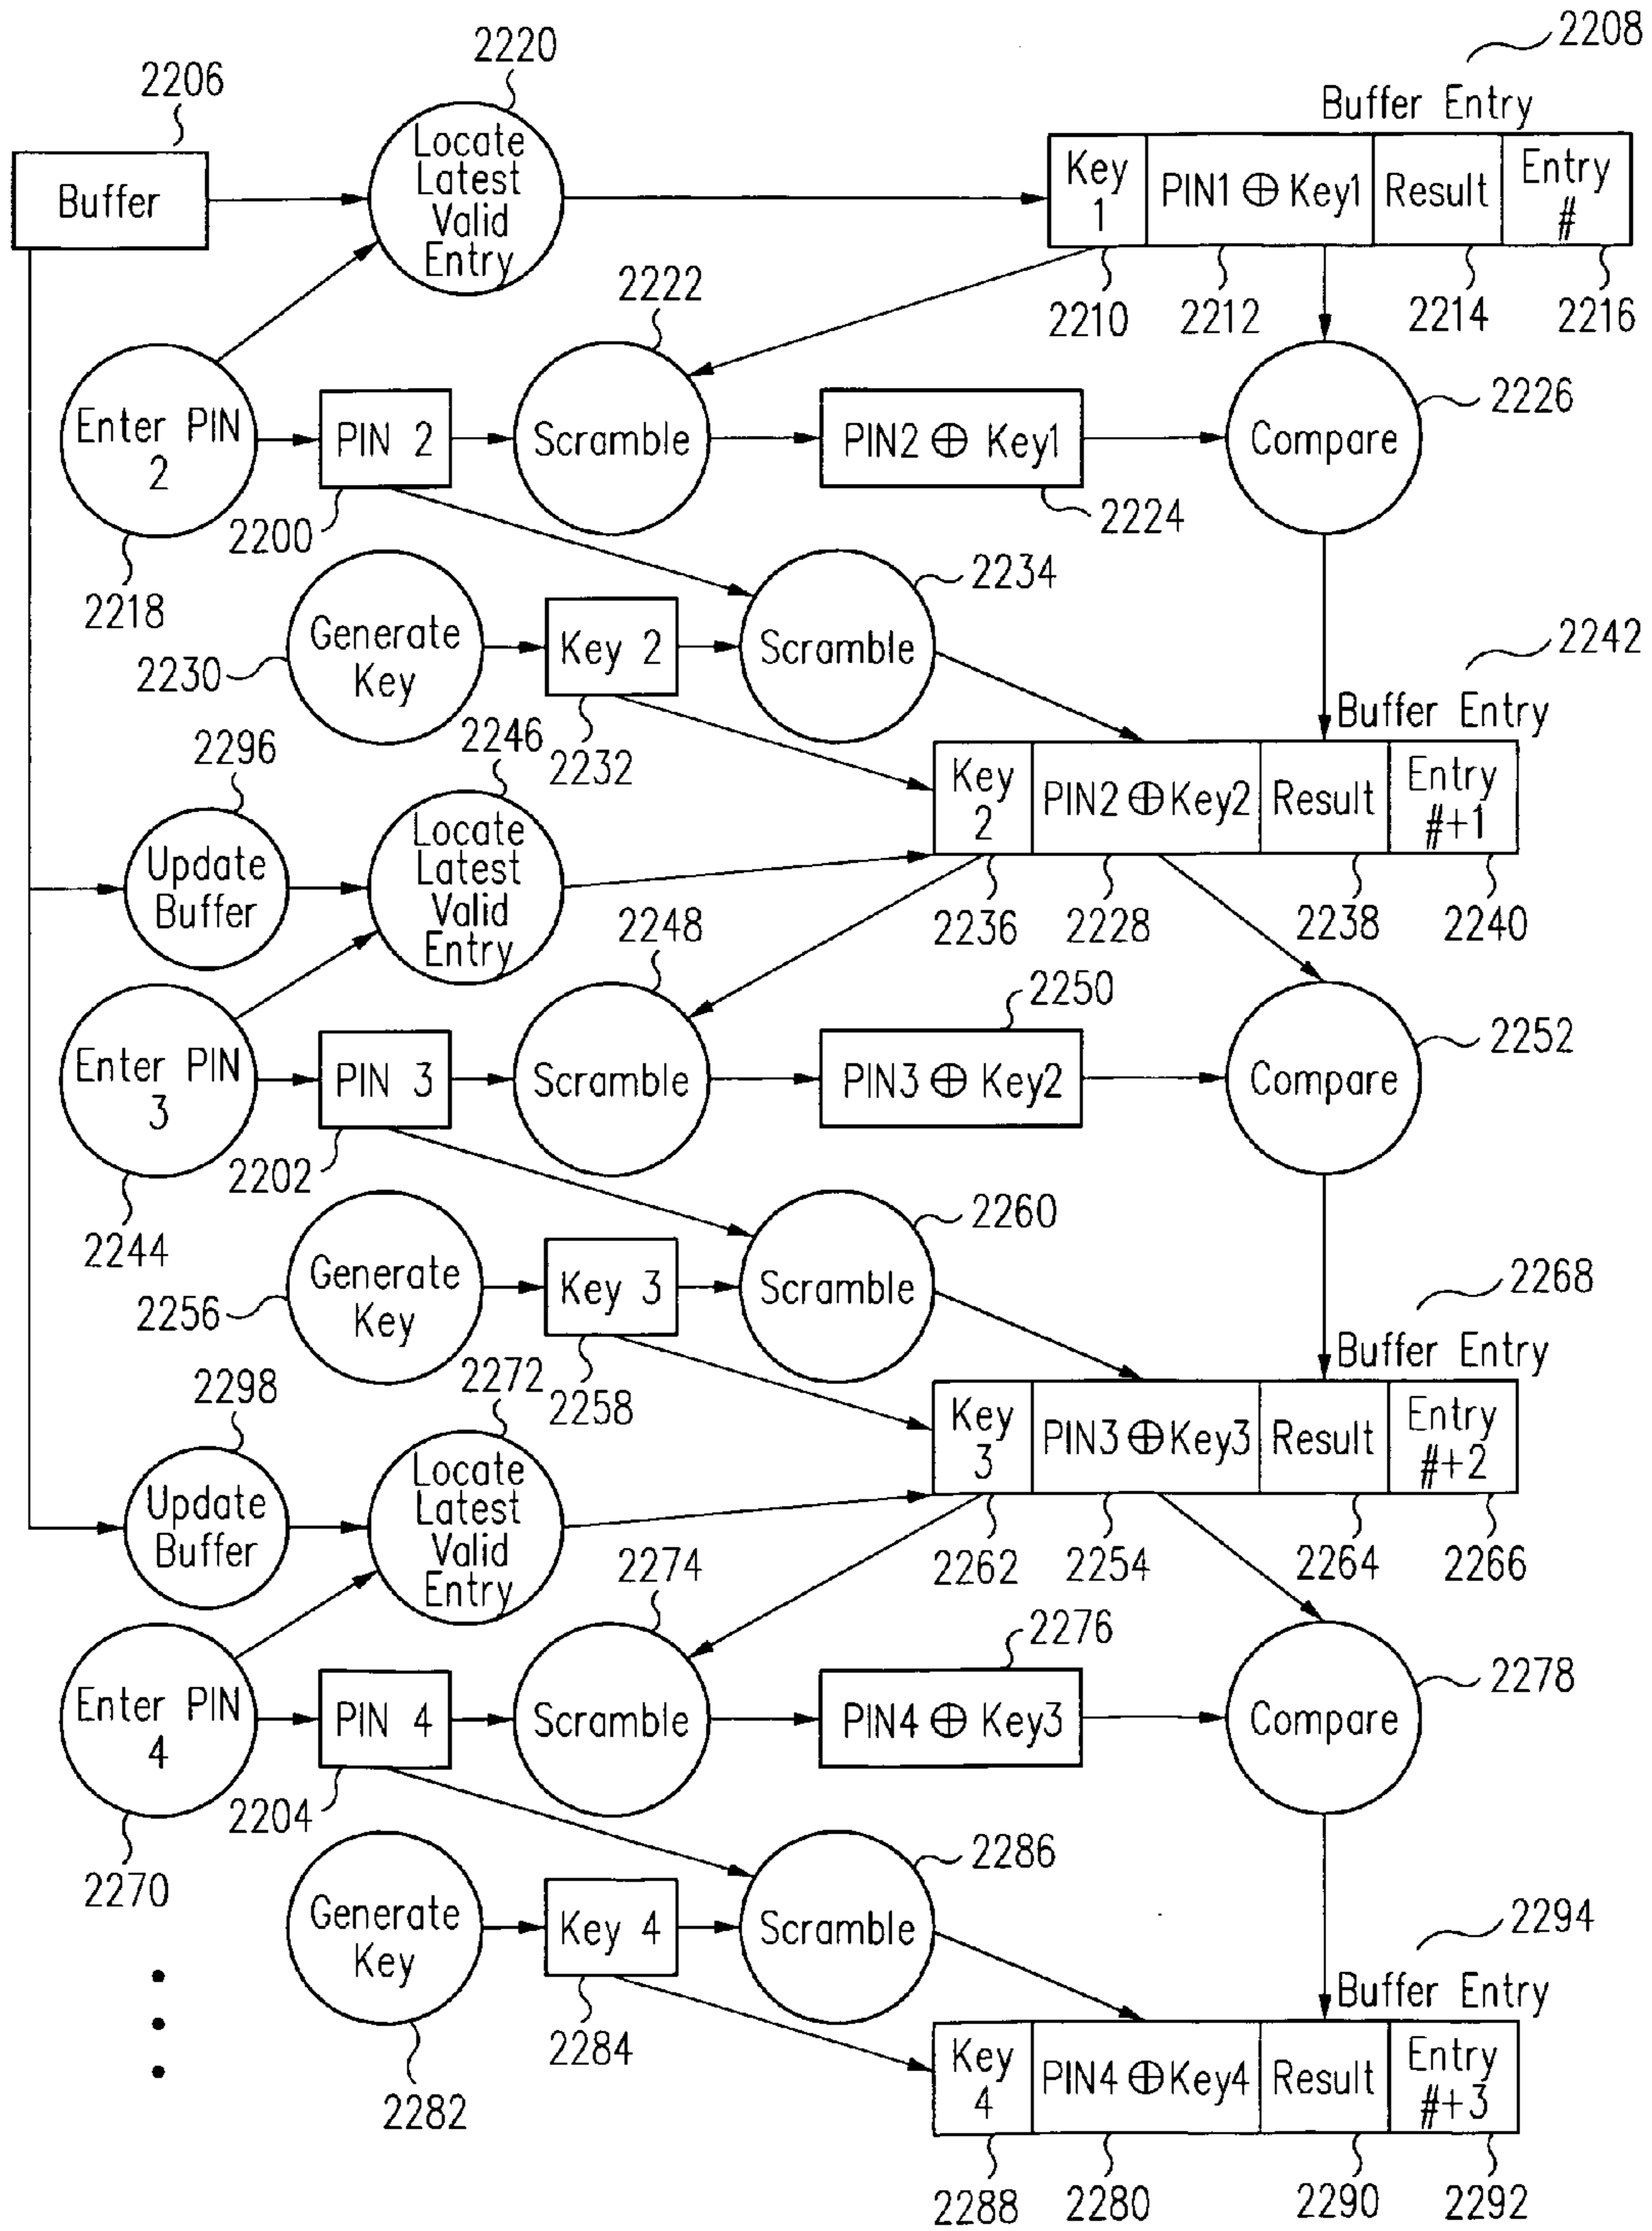 2208
2220
2206
Buffer Entry
Buffer
Locate
Latest
Valid
Entry
Key
1
PIN1 ⊕ Key1
Result
Entry
#
2222
2210
2212
2214
2216
Enter PIN
2
PIN 2
Scramble
PIN2 ⊕ Key1
Compare
2226
2200
2224
2218
2234
Generate
Key
Key 2
Scramble
2230
2242
2246
2232
Buffer Entry
2296
Key
2
PIN2 ⊕ Key2
Result
Entry
#+1
Update
Buffer
Locate
Latest
Valid
Entry
2248
2236
2228
2238
2240
2250
2252
Enter PIN
3
PIN 3
Scramble
PIN3 ⊕ Key2
Compare
2202
2244
2260
Generate
Key
Key 3
Scramble
2256
2268
2272
2258
Buffer Entry
2298
Key
3
PIN3 ⊕ Key3
Result
Entry
#+2
Update
Buffer
Locate
Latest
Valid
Entry
2274
2262
2254
2264
2266
2276
2278
Enter PIN
4
PIN 4
Scramble
PIN4 ⊕ Key3
Compare
2204
2270
2286
Generate
Key
Key 4
Scramble
2294
2284
Buffer Entry
2282
Key
4
PIN4 ⊕ Key4
Result
Entry
#+3
2288
2280
2290
2292